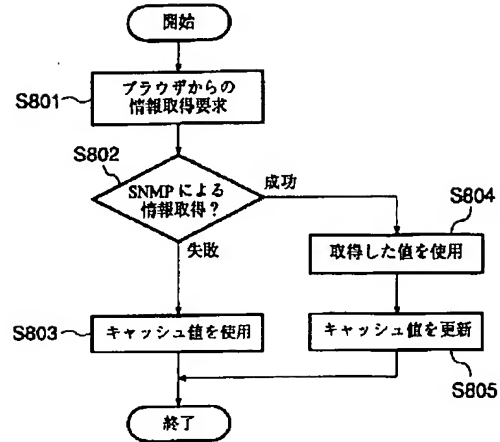 開始
S801
ブラウザからの
情報取得要求
S802
SNMPによる
情報取得?
成功
失敗
S804
取得した値を使用
S803
キャッシュ値を使用
キャッシュ値を更新
S805
終了